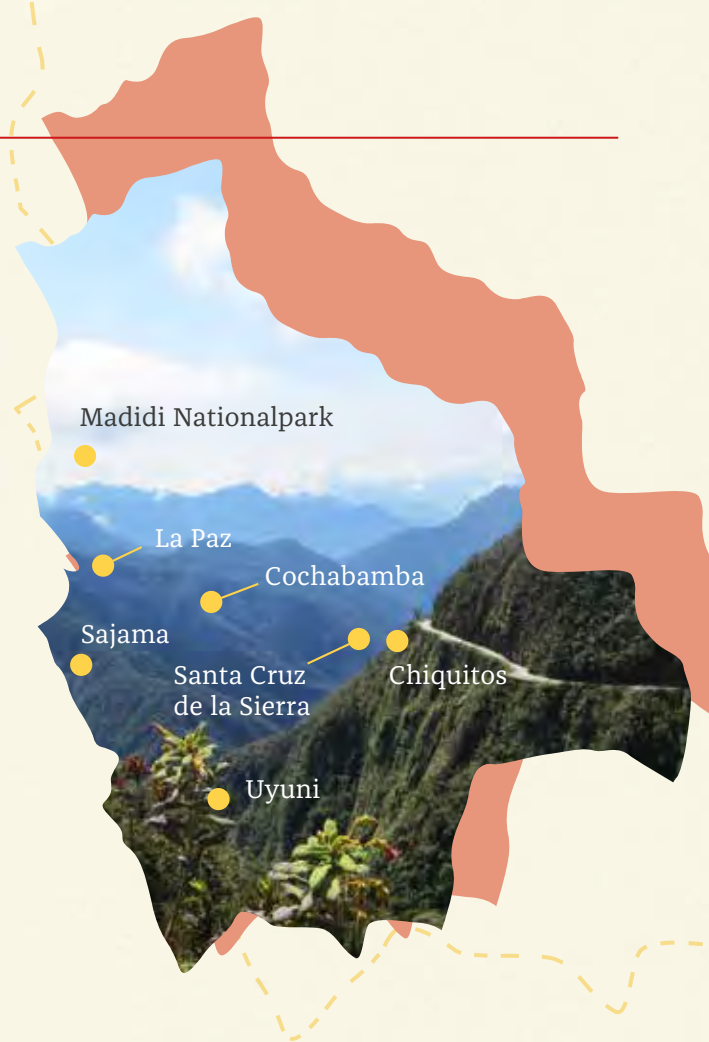 Madidi Nationalpark
La Paz
Cochabamba
Sajama
Santa Cruz
de la Sierra
Chiquitos
Uyuni